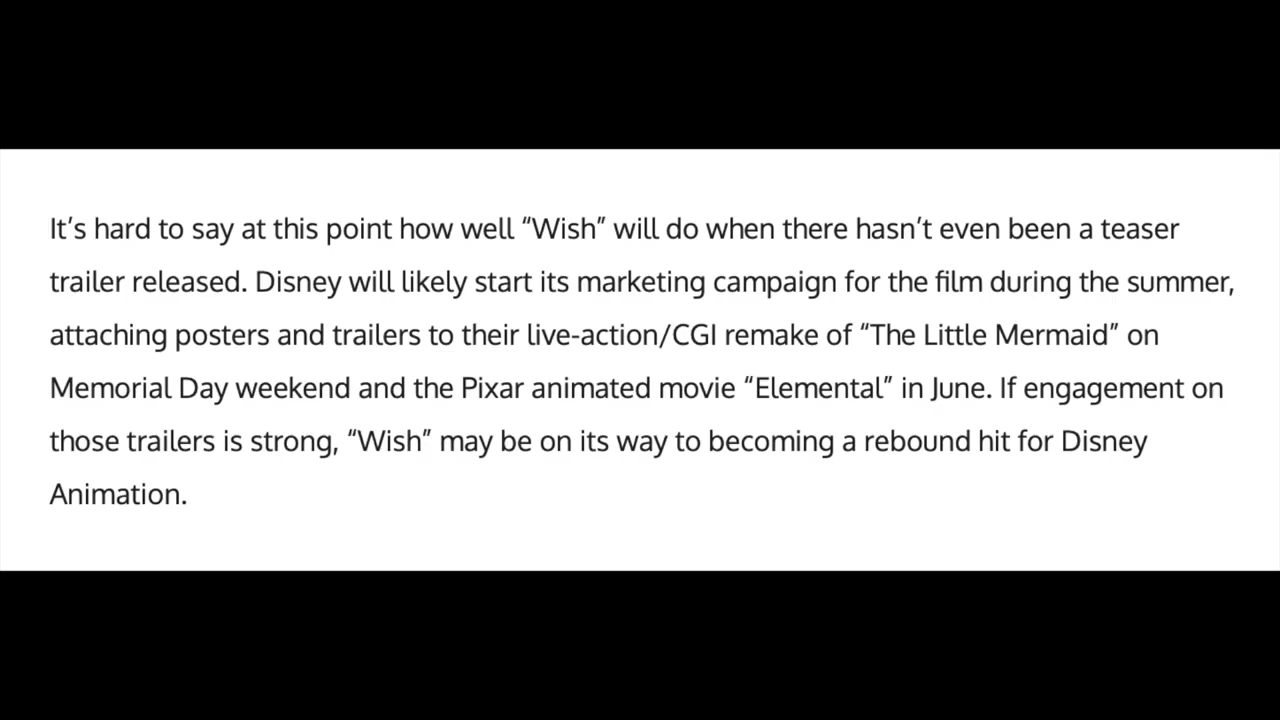 It’s hard to say at this point how well “Wish” will do when there hasn’t even been a teaser
trailer released. Disney will likely start its marketing campaign for the film during the summer,
attaching posters and trailers to their live-action/CGI remake of “The Little Mermaid” on
Memorial Day weekend and the Pixar animated movie “Elemental” in June. If engagement on
those trailers is strong, “Wish” may be on its way to becoming a rebound hit for Disney
Animation.